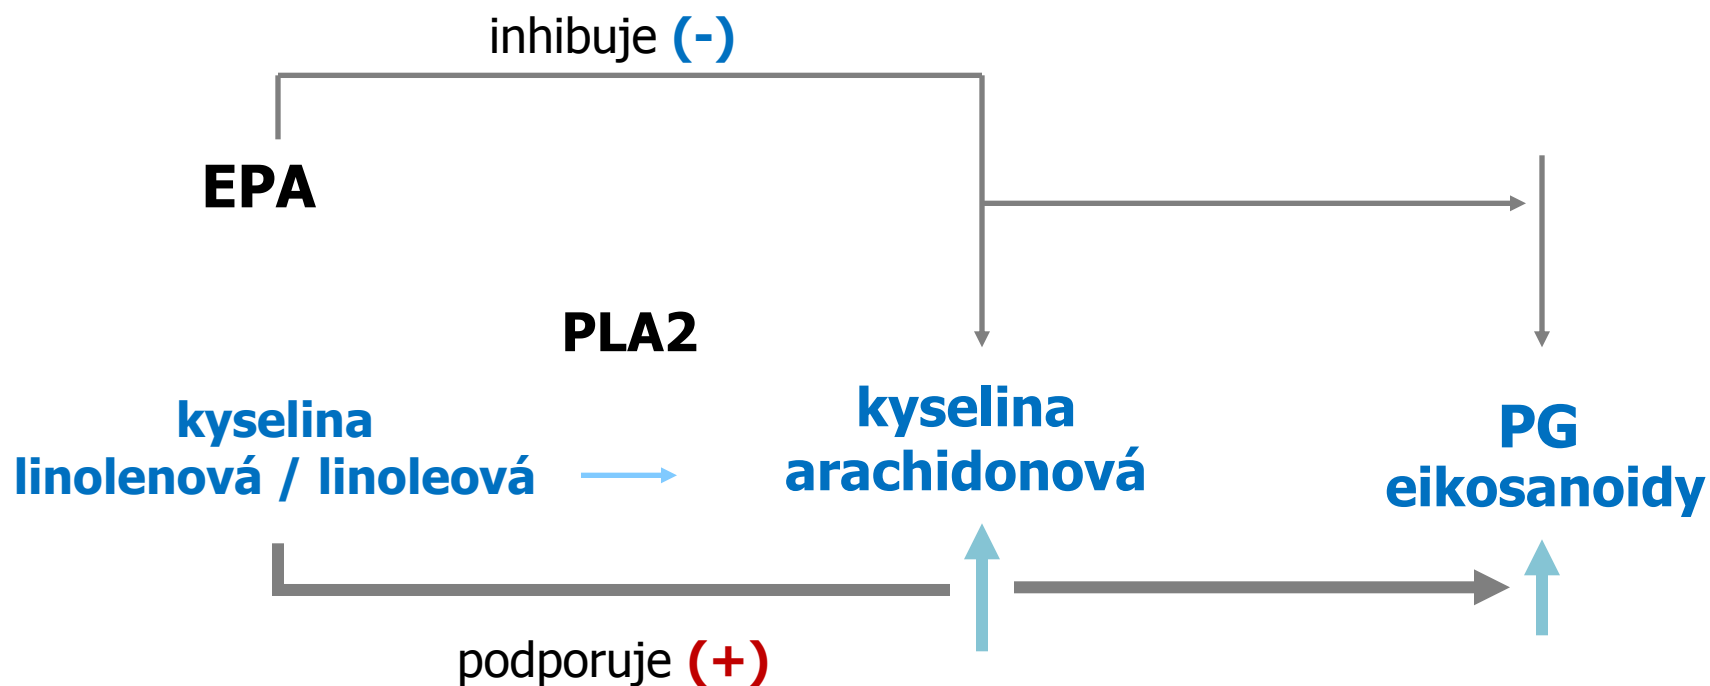 inhibuje (-)
EPA
PLA2
kyselina
linolenová / linoleová
kyselina
arachidonová
PG
eikosanoidy
podporuje (+)